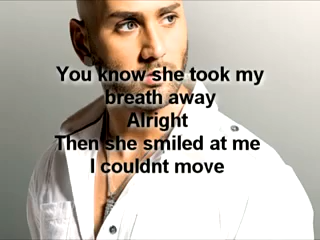 You know she took my
breath away
Alright
Then she smiled at me
I couldnt move